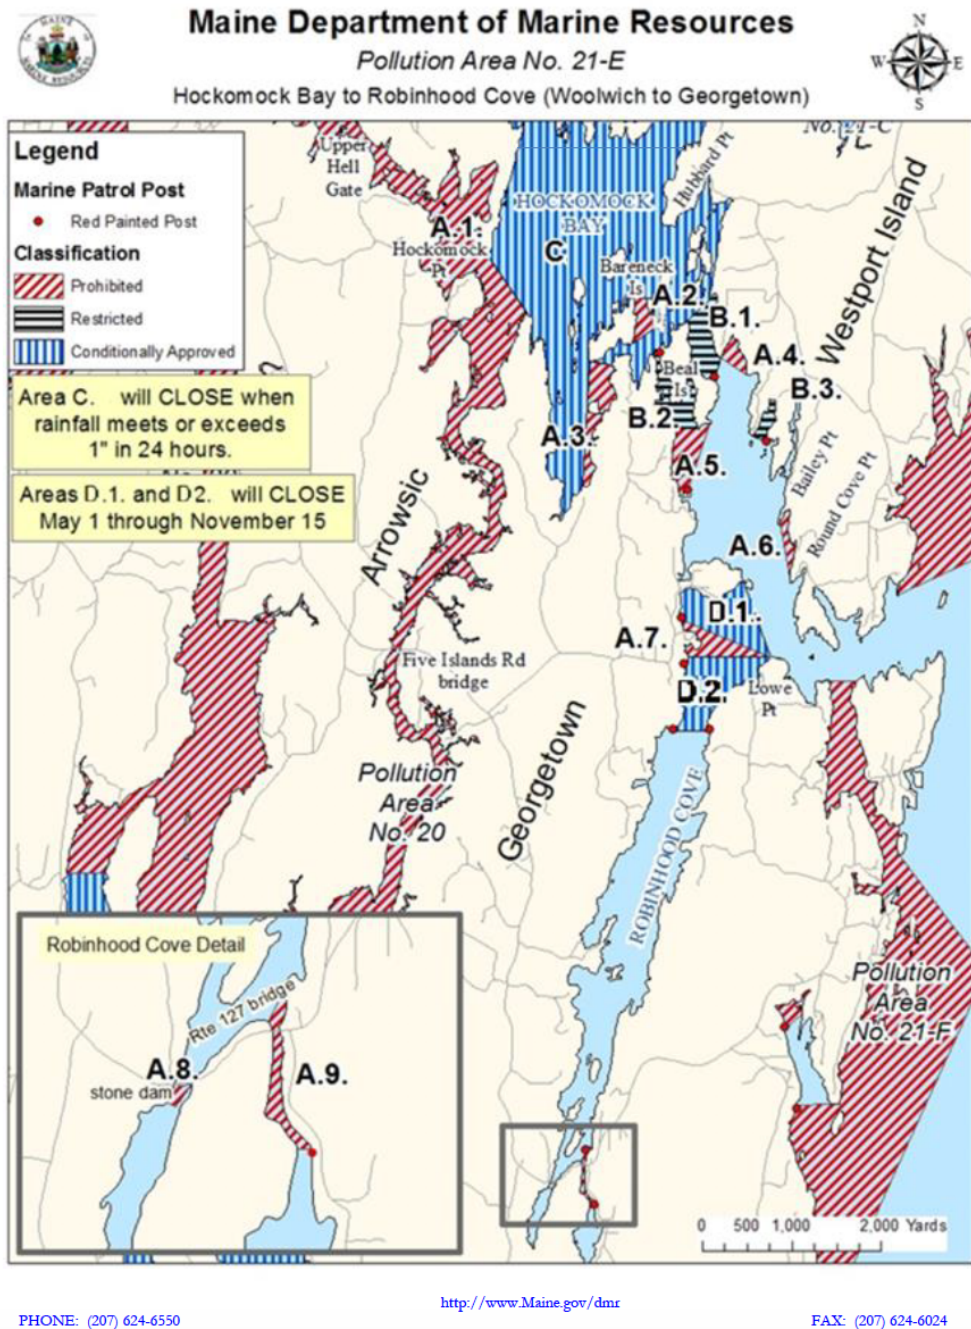 Maine Department of Marine Resources
Pollution Area No. 21-E
Hockomock Bay to Robinhood Cove (Woolwich to Georgetown)
MAINE
N
W E
S
Legend
Marine Patrol Post
Red Painted Post
Classification
Prohibited
Restricted
Conditionally Approved
Area C. will CLOSE when
rainfall meets or exceeds
1" in 24 hours.
Areas D.1. and D2. will CLOSE
May 1 through November 15
No. 21-C
Upper
Hell
Gate
HOCKOMOCK
BAY
Hubbard Pt
Westport Island
A.1.
Hockomock
Pt
C
Bareneck
Is
A.2.
B.1.
A.4.
Beal
Is
B.3.
B.2.
A.3.
A.5.
Bailey Pt
Round Cove Pt
Arrowsic
A.6.
D.1.
A.7.
Five Islands Rd
bridge
D.2.
Lowe
Pt
Georgetown
Pollution
Area
No. 20
ROBINHOOD COVE
Robinhood Cove Detail
Rte 127 bridge
A.8.
stone dam
A.9.
Pollution
Area
No. 21-F
0 500 1,000 2,000 Yards
http://www.Maine.gov/dmr
PHONE: (207) 624-6550
FAX: (207) 624-6024